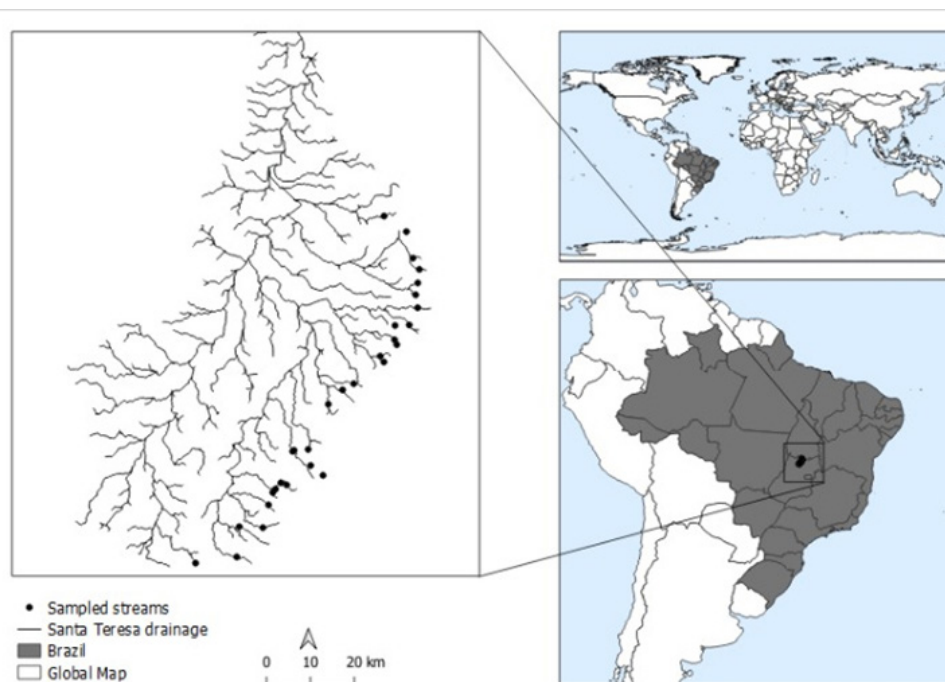 Sampled streams
Santa Teresa drainage
Brazil
Global Map
0 10 20 km